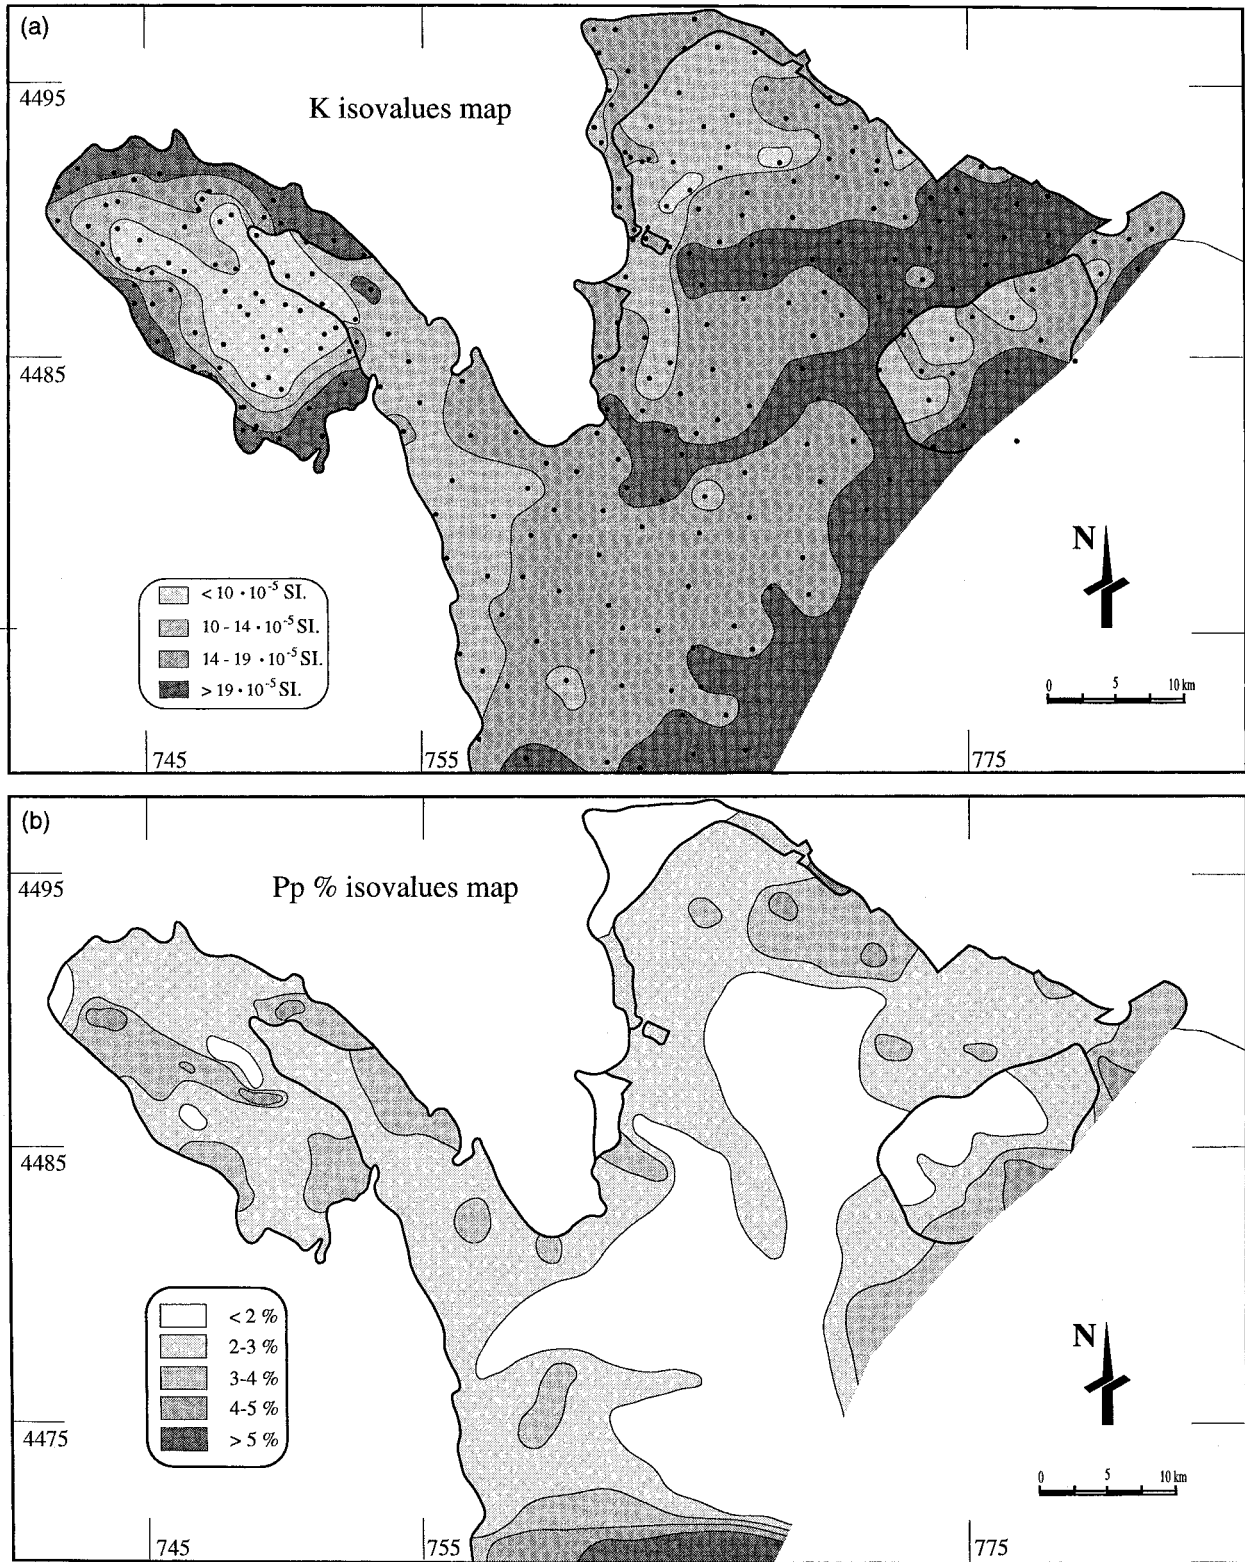 (a)
K isovalues map
4495
4485
N
< 10 · 10⁻⁵ SI.
10 - 14 · 10⁻⁵ SI.
14 - 19 · 10⁻⁵ SI.
> 19 · 10⁻⁵ SI.
0 5 10 km
745 755 775
(b)
Pp % isovalues map
4495
4485
N
< 2 %
2-3 %
3-4 %
4-5 %
> 5 %
4475
0 5 10 km
745 755 775